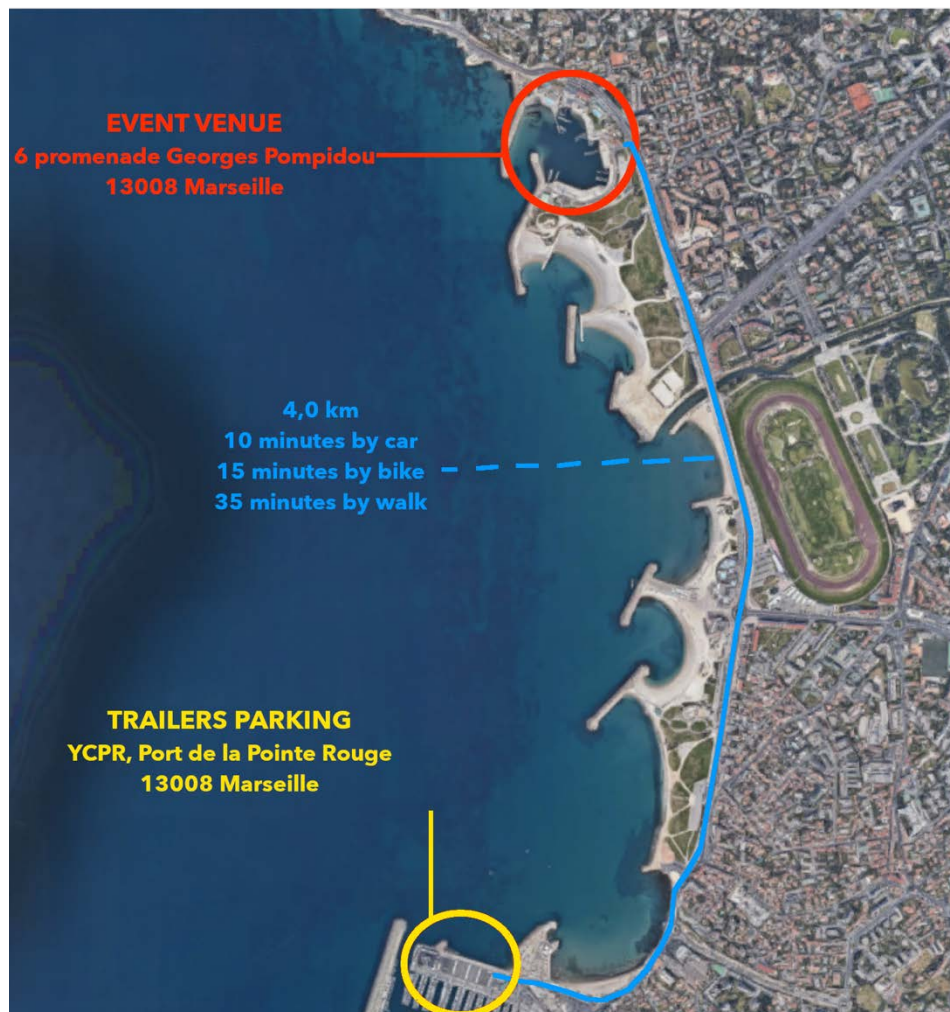 EVENT VENUE
6 promenade Georges Pompidou
13008 Marseille
4,0 km
10 minutes by car
15 minutes by bike
35 minutes by walk
TRAILERS PARKING
YCPR, Port de la Pointe Rouge
13008 Marseille